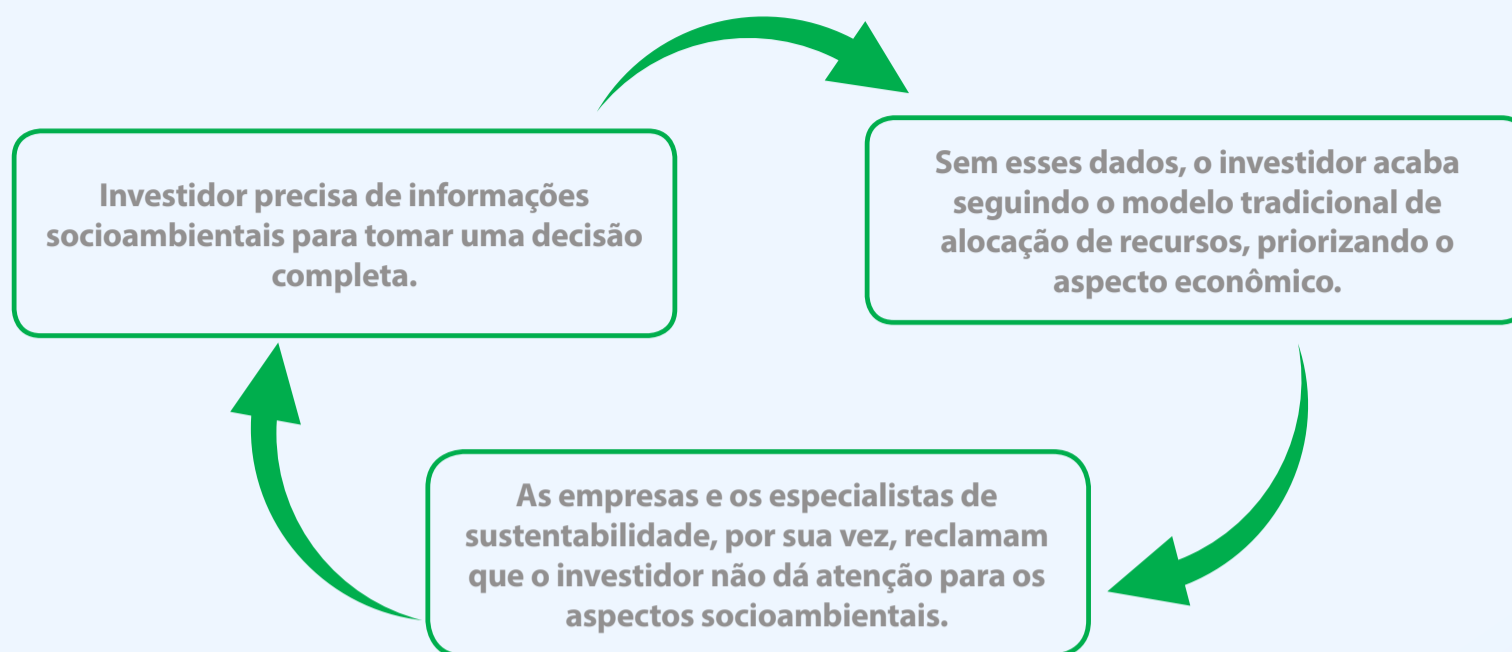 Investidor precisa de informações
socioambientais para tomar uma decisão
completa.
Sem esses dados, o investidor acaba
seguindo o modelo tradicional de
alocação de recursos, priorizando o
aspecto econômico.
As empresas e os especialistas de
sustentabilidade, por sua vez, reclamam
que o investidor não dá atenção para os
aspectos socioambientais.